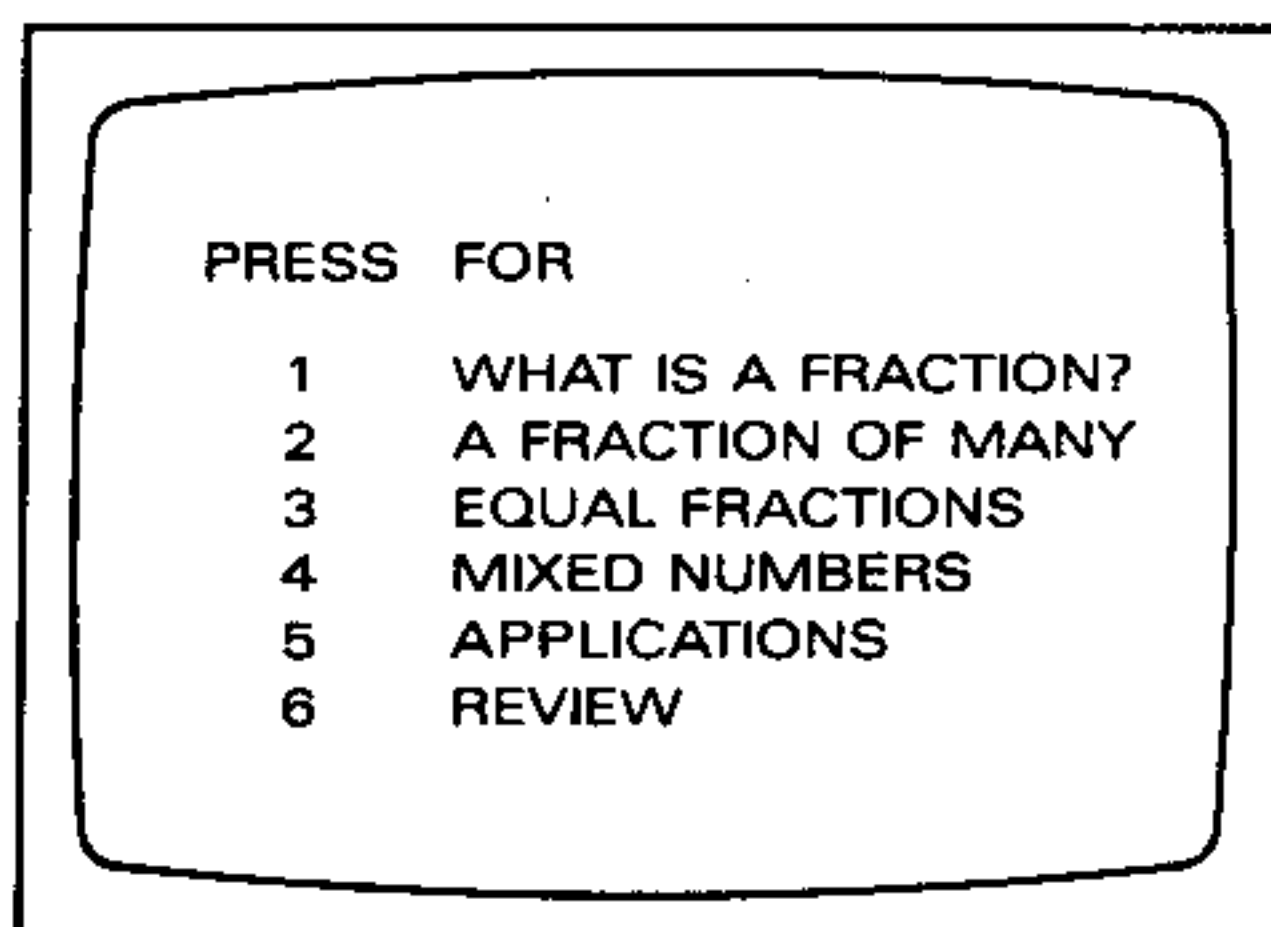 PRESS FOR
1 WHAT IS A FRACTION?
2 A FRACTION OF MANY
3 EQUAL FRACTIONS
4 MIXED NUMBERS
5 APPLICATIONS
6 REVIEW